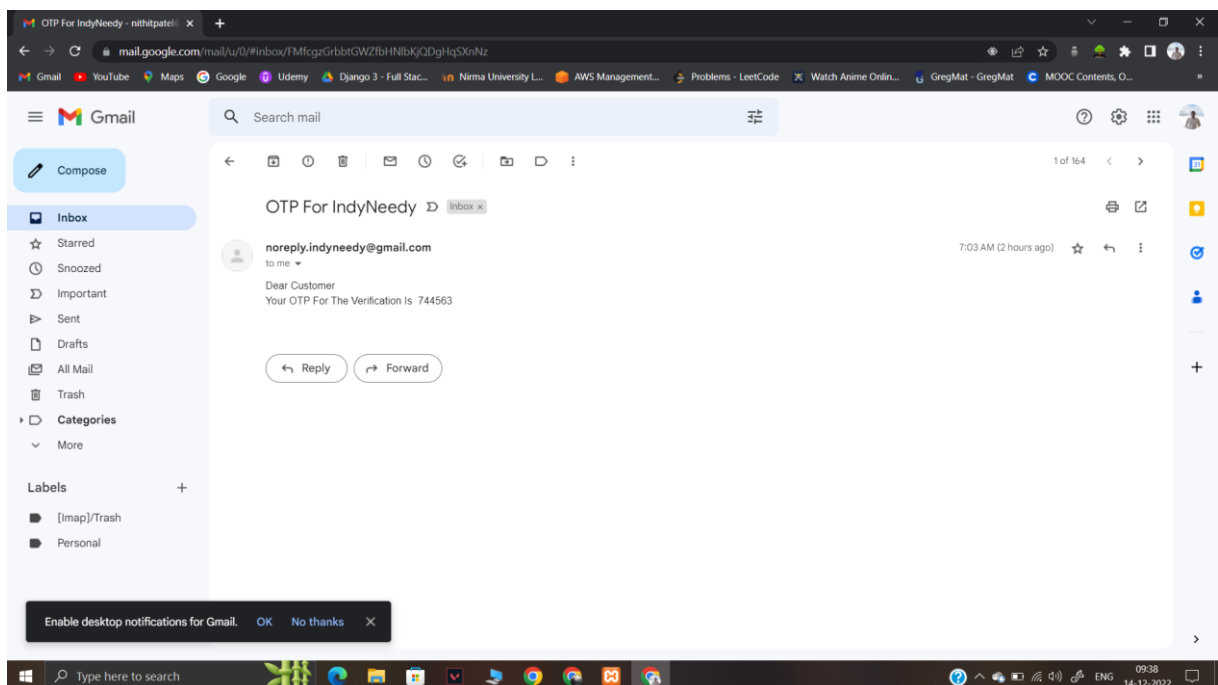 OTP For IndyNeedy - nithitpatel
mail.google.com/mail/u/0/#inbox/FMfcgzGrbbtGWZfbHNlbKjQDgHqSXnNz
Gmail YouTube Maps Google Udemy Django 3 - Full Stac... Nirma University L... AWS Management... Problems - LeetCode Watch Anime Onlin... GregMat - GregMat MOOC Contents, O... »
Gmail
Search mail
Compose
1 of 164
Inbox
Starred
Snoozed
Important
Sent
Drafts
All Mail
Trash
Categories
More
Labels
[Imap]/Trash
Personal
OTP For IndyNeedy Inbox ×
noreply.indyneedy@gmail.com
7:03 AM (2 hours ago)
to me
Dear Customer
Your OTP For The Verification Is 744563
Reply Forward
31
Enable desktop notifications for Gmail. OK No thanks
Type here to search
ENG
09:38
14-12-2022